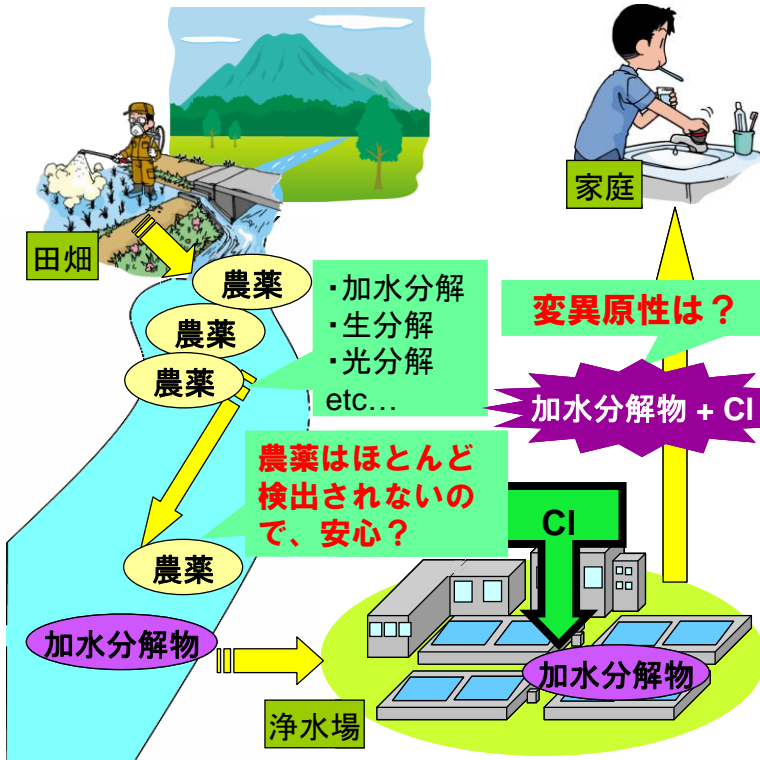 家庭
田畑
農薬
農薬
農薬
・加水分解
・生分解
・光分解
etc…
変異原性は？
加水分解物 + Cl
農薬はほとんど
検出されないの
で、安心？
Cl
農薬
加水分解物
加水分解物
浄水場